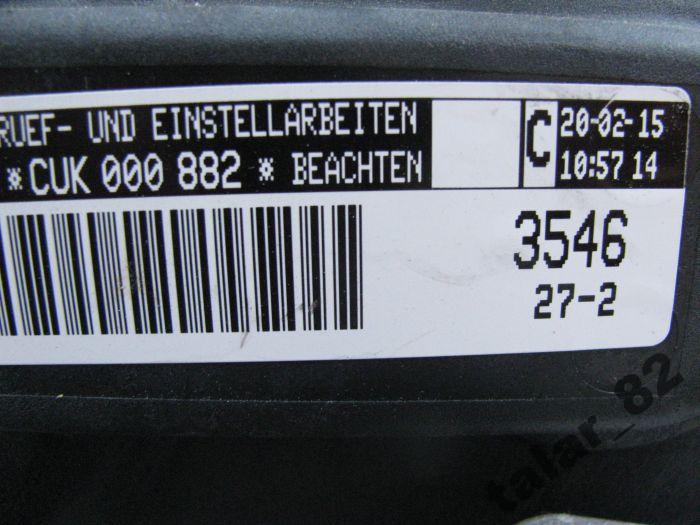 RUEF- UND EINSTELLARBEITEN
* CUK 000 882 * BEACHTEN
C
20-02-15
10:57 14
3546
27-2
talar_82